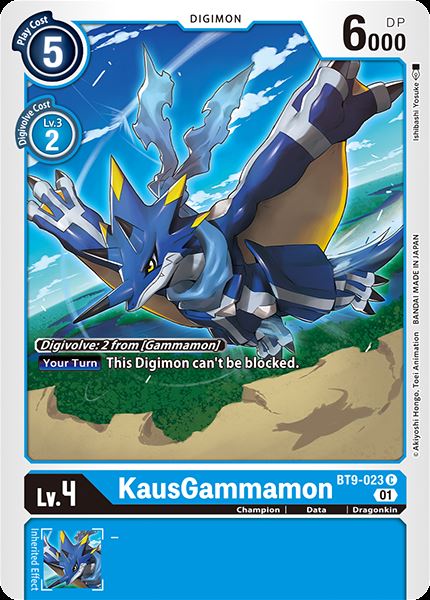 DIGIMON
Play Cost
5
6000
DP
Digivolve Cost
Lv.3
2
Ishibashi Yosuke
©Akiyoshi Hongo, Toei Animation BANDAI MADE IN JAPAN
Digivolve: 2 from [Gammamon]
Your Turn This Digimon can't be blocked.
Lv.4
KausGammamon
BT9-023 C
01
Champion | Data | Dragonkin
Inherited Effect
–